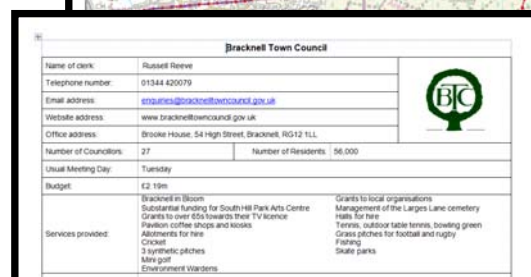 Bracknell Town Council
Name of clerk: Russell Reeve
Telephone number: 01344 420079
Email address: enquiries@bracknelltowncouncil.gov.uk
Website address: www.bracknelltowncouncil.gov.uk
Office address: Brooke House, 54 High Street, Bracknell, RG12 1LL
BTC
Number of Councillors: 27 Number of Residents: 56,000
Usual Meeting Day: Tuesday
Budget: £2.19m
Services provided:
Bracknell in Bloom
Substantial funding for South Hill Park Arts Centre
Grants to over 65s towards their TV licence
Pavilion coffee shops and kiosks
Allotments for hire
Cricket
3 synthetic pitches
Mini golf
Environment Wardens
Grants to local organisations
Management of the Larges Lane cemetery
Halls for hire
Tennis, outdoor table tennis, bowling green
Grass pitches for football and rugby
Fishing
Skate parks